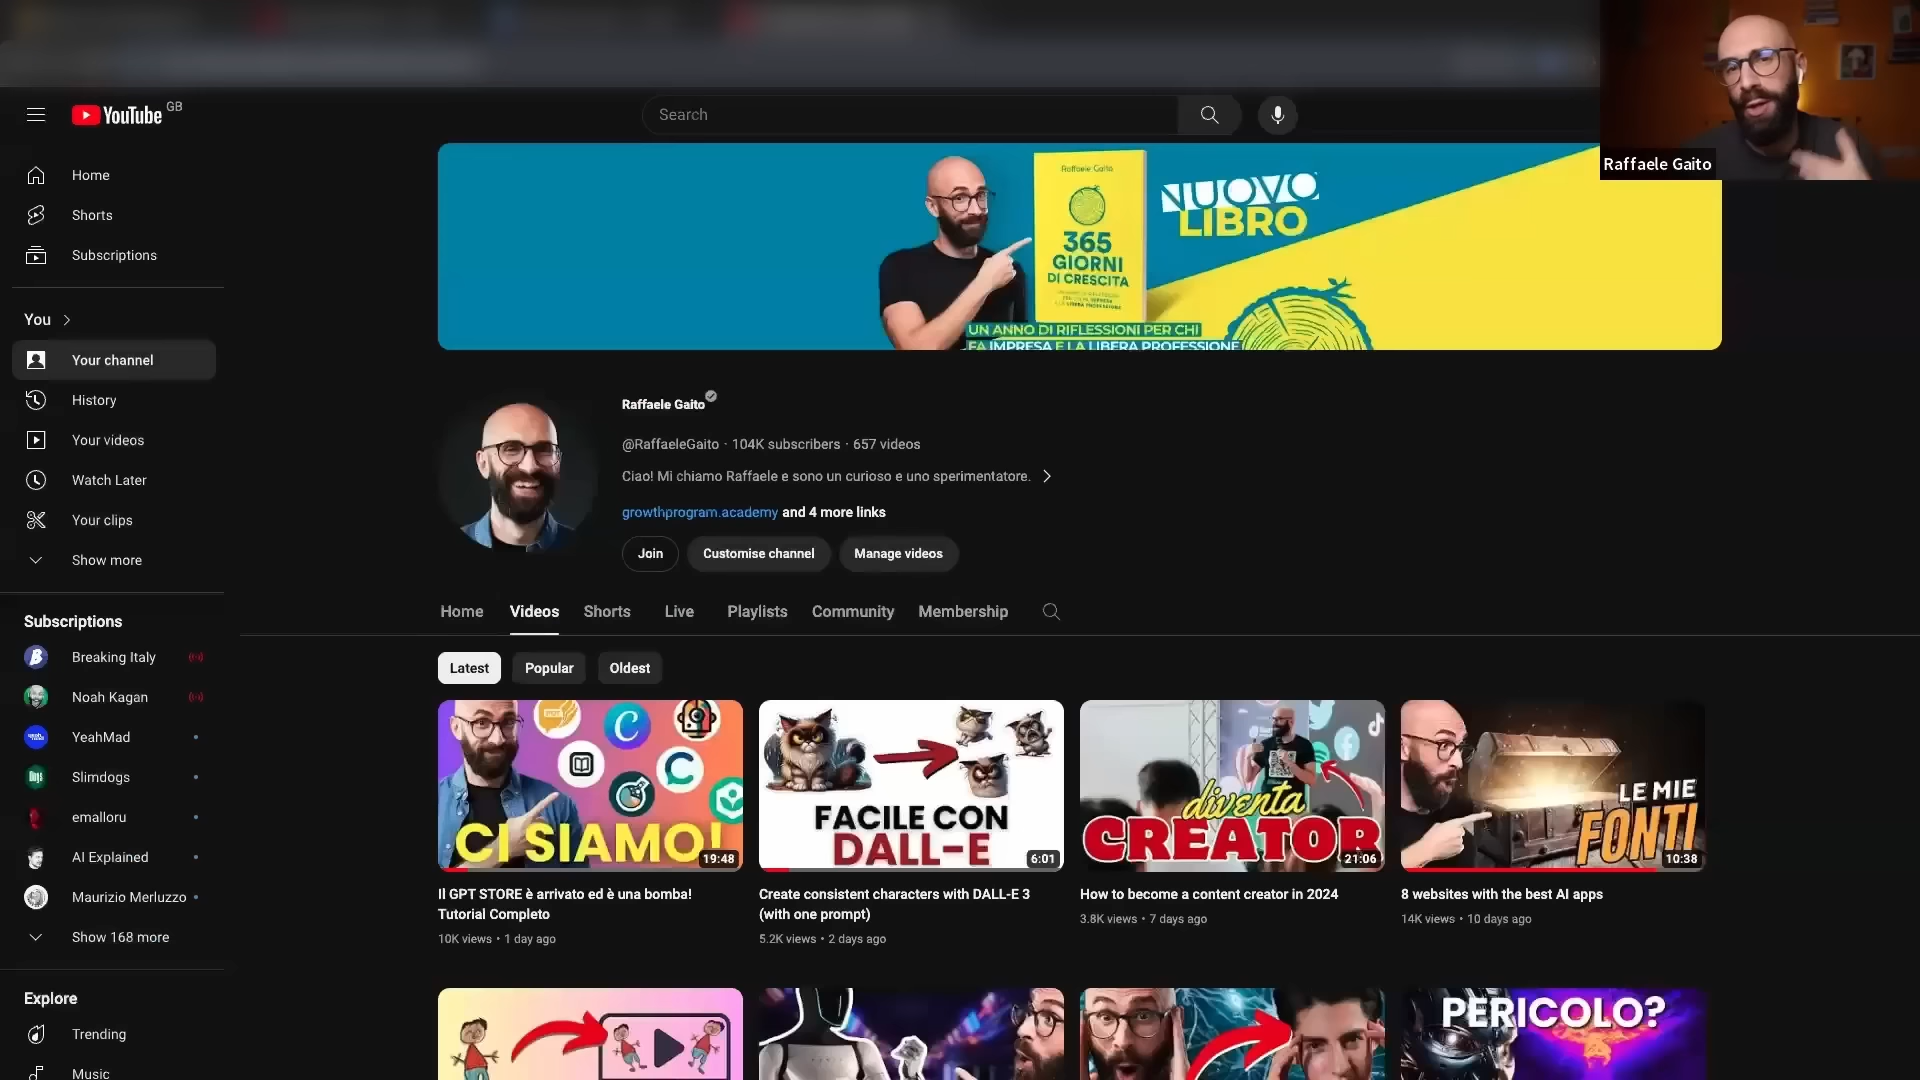 YouTube GB
Search
Raffaele Gaito
Home
Shorts
Subscriptions
You
Your channel
History
Your videos
Watch Later
Your clips
Show more
Subscriptions
Breaking Italy
Noah Kagan
YeahMad
Slimdogs
emalloru
AI Explained
Maurizio Merluzzo
Show 168 more
Explore
Trending
Music
Raffaele Gaito
365
GIORNI
DI CRESCITA
NUOVO
LIBRO
UN ANNO DI RIFLESSIONI PER CHI
FA IMPRESA E LA LIBERA PROFESSIONE
Raffaele Gaito
@RaffaeleGaito · 104K subscribers · 657 videos
Ciao! Mi chiamo Raffaele e sono un curioso e uno sperimentatore.
growthprogram.academy and 4 more links
Join Customise channel Manage videos
Home Videos Shorts Live Playlists Community Membership
Latest Popular Oldest
CI SIAMO!
19:48
Il GPT STORE è arrivato ed è una bomba!
Tutorial Completo
10K views • 1 day ago
FACILE CON
DALL-E
6:01
Create consistent characters with DALL-E 3
(with one prompt)
5.2K views • 2 days ago
diventa
CREATOR
21:06
How to become a content creator in 2024
3.8K views • 7 days ago
LE MIE
FONTI
10:38
8 websites with the best AI apps
14K views • 10 days ago
PERICOLO?